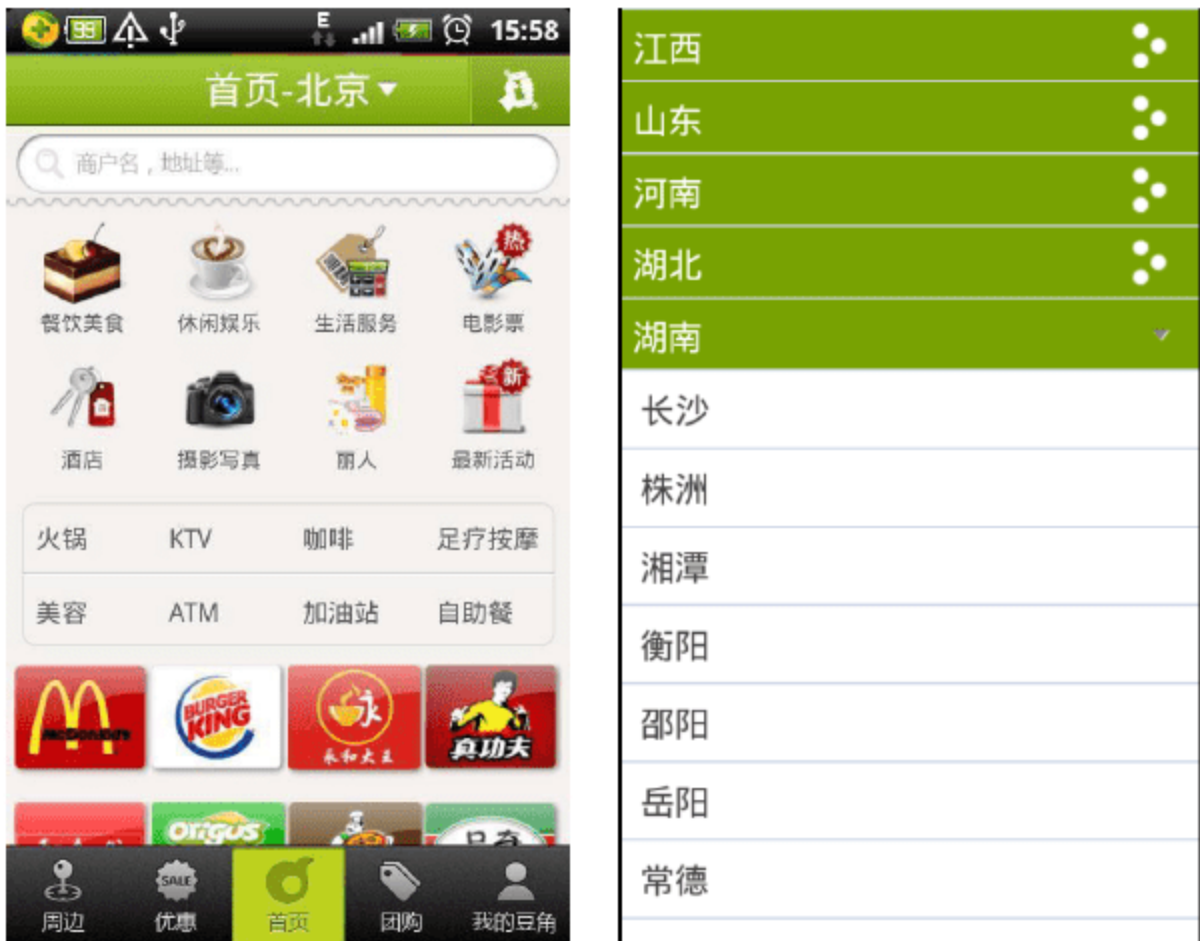 99
E
15:58
首页-北京
商户名，地址等...
热
餐饮美食 休闲娱乐 生活服务 电影票
新
酒店 摄影写真 丽人 最新活动
火锅 KTV 咖啡 足疗按摩
美容 ATM 加油站 自助餐
McDonald's
BURGER KING
永
永和大王
真功夫
origus
SALE
周边 优惠 首页 团购 我的豆角
江西
山东
河南
湖北
湖南
长沙
株洲
湘潭
衡阳
邵阳
岳阳
常德